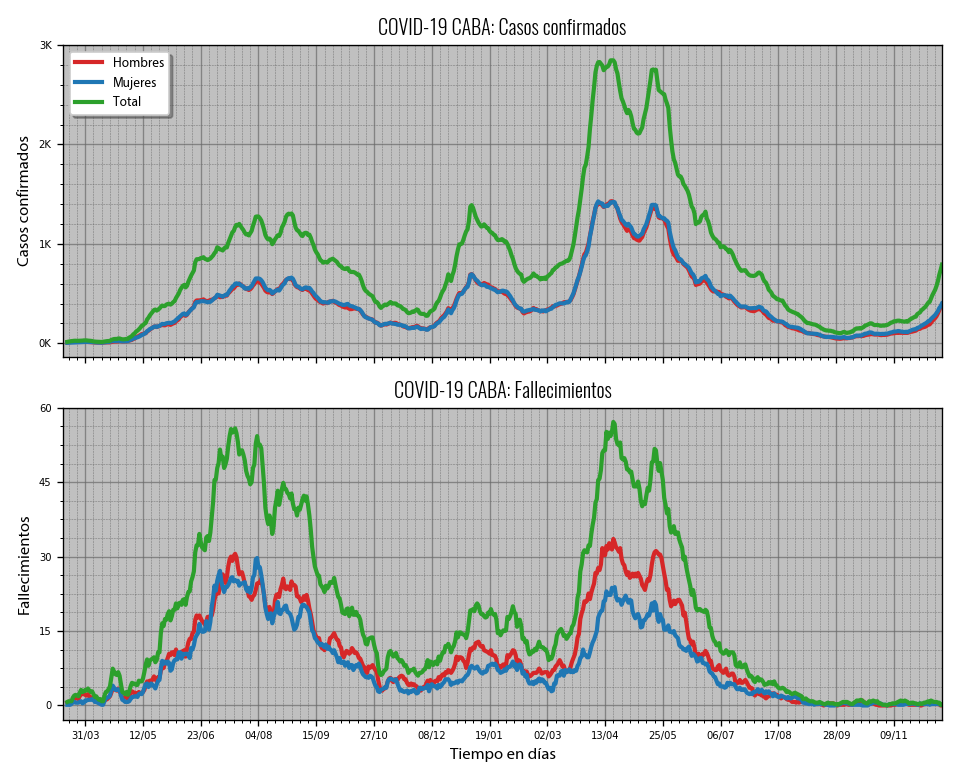 COVID-19 CABA: Casos confirmados
3K
Hombres
Mujeres
Total
2K
1K
0K
Casos confirmados
COVID-19 CABA: Fallecimientos
60
45
30
15
0
Fallecimientos
31/03 12/05 23/06 04/08 15/09 27/10 08/12 19/01 02/03 13/04 25/05 06/07 17/08 28/09 09/11
Tiempo en días